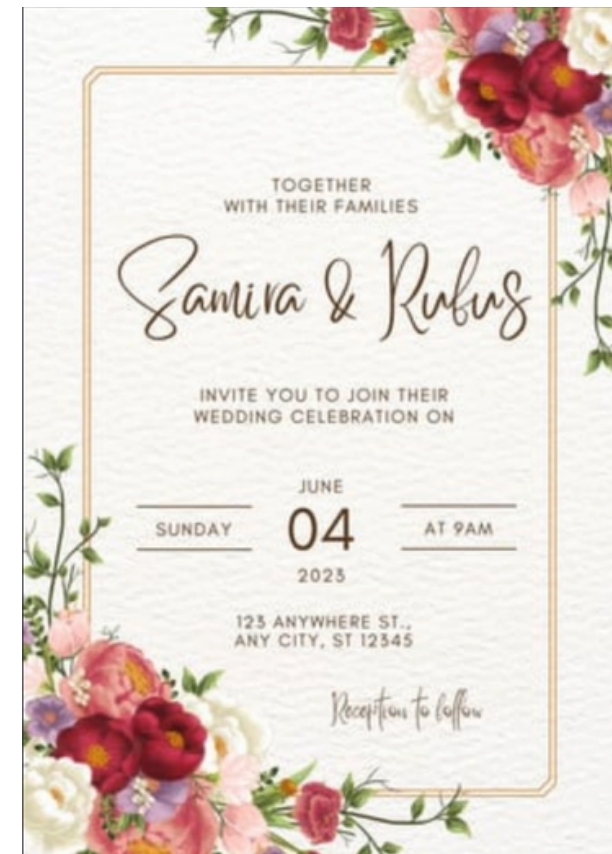 TOGETHER
WITH THEIR FAMILIES
Samira & Rufus
INVITE YOU TO JOIN THEIR
WEDDING CELEBRATION ON
JUNE
SUNDAY 04 AT 9AM
2023
123 ANYWHERE ST.,
ANY CITY, ST 12345
Reception to follow